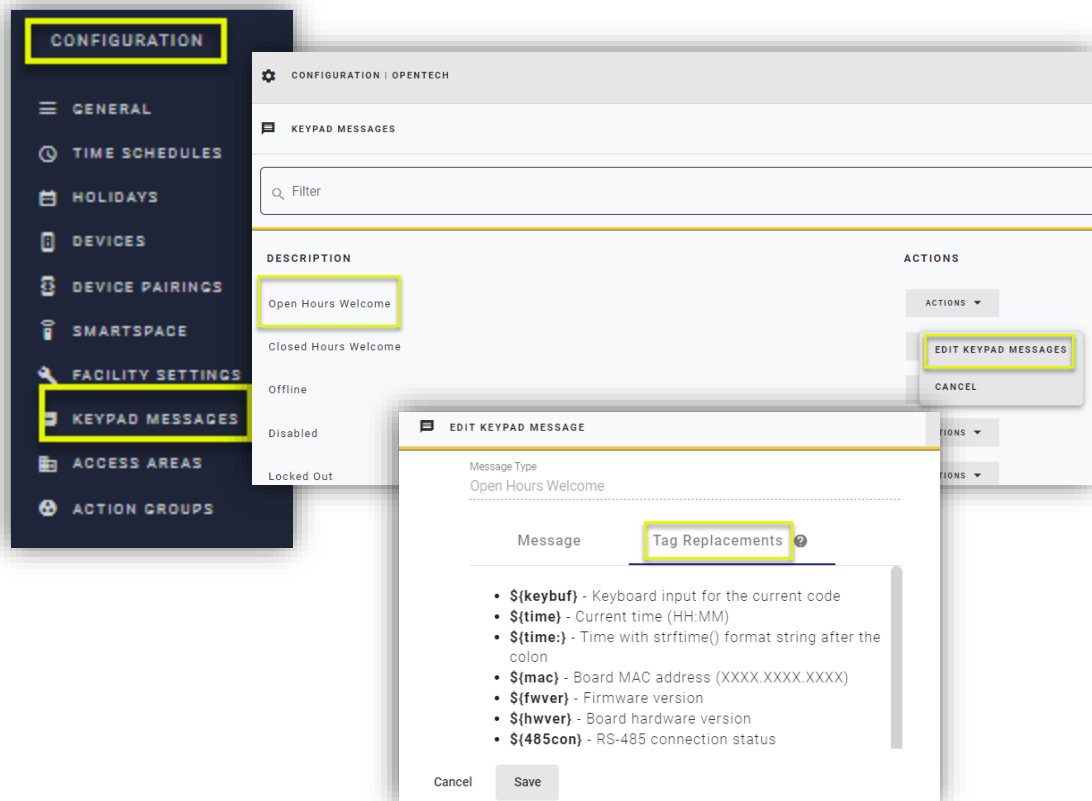 CONFIGURATION
GENERAL
TIME SCHEDULES
HOLIDAYS
DEVICES
DEVICE PAIRINGS
SMARTSPACE
FACILITY SETTINGS
KEYPAD MESSAGES
ACCESS AREAS
ACTION GROUPS
CONFIGURATION | OPENTECH
KEYPAD MESSAGES
Filter
DESCRIPTION ACTIONS
Open Hours Welcome ACTIONS
Closed Hours Welcome
EDIT KEYPAD MESSAGES
Offline
CANCEL
Disabled TIONS
Locked Out TIONS
EDIT KEYPAD MESSAGE
Message Type
Open Hours Welcome
Message Tag Replacements ?
• ${keybuf} - Keyboard input for the current code
• ${time} - Current time (HH:MM)
• ${time:} - Time with strftime() format string after the
colon
• ${mac} - Board MAC address (XXXX.XXXX.XXXX)
• ${fwver} - Firmware version
• ${hwver} - Board hardware version
• ${485con} - RS-485 connection status
Cancel Save